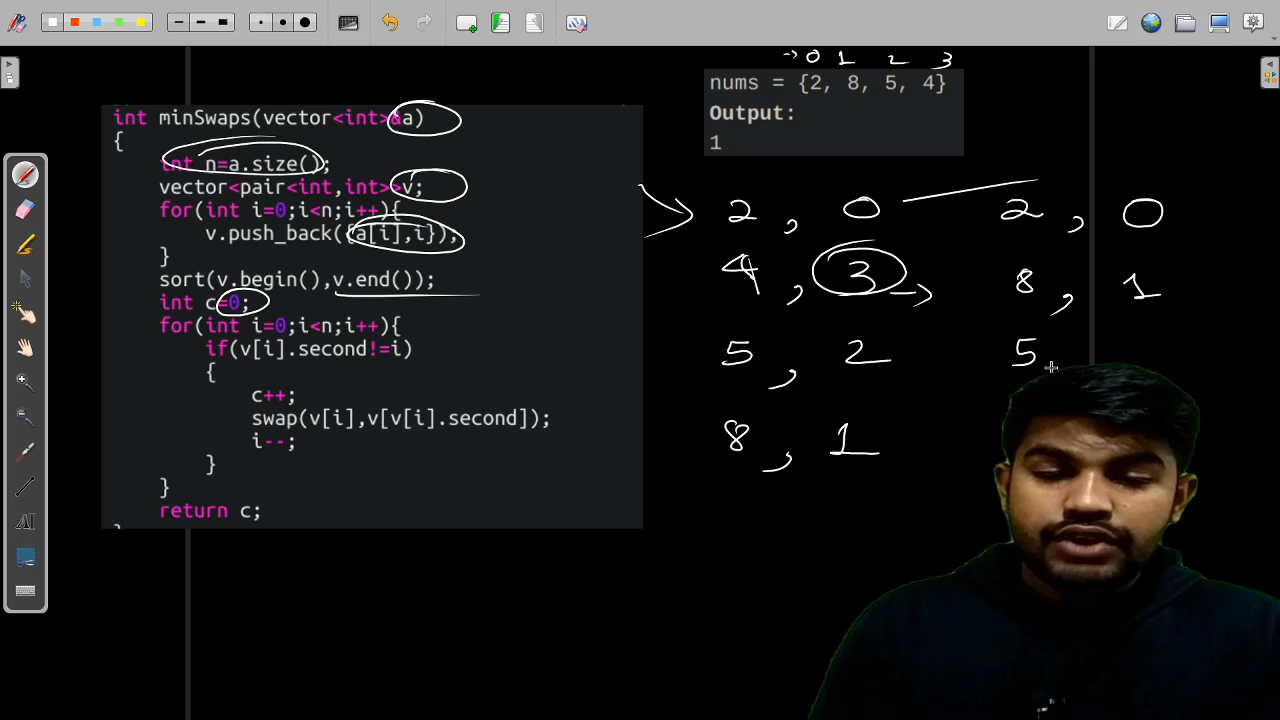 →0 1 2 3
nums = {2, 8, 5, 4}
Output:
1
int minSwaps(vector<int>&a)
{
int n=a.size();
vector<pair<int,int>>v;
for(int i=0;i<n;i++){
v.push_back({a[i],i});
}
sort(v.begin(),v.end());
int c=0;
for(int i=0;i<n;i++){
if(v[i].second!=i)
{
c++;
swap(v[i],v[v[i].second]);
i--;
}
}
return c;
2, 0
4, 3 →
5, 2
8, 1
2, 0
8, 1
5